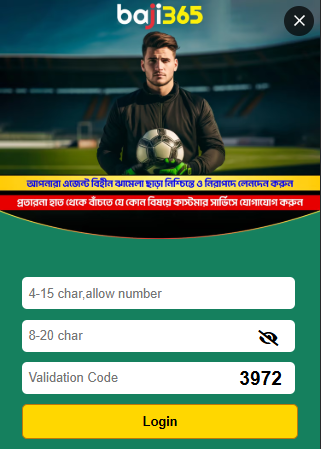 baji365
আপনারা এজেন্ট বিহীন ঝামেলা ছাড়া নিশ্চিন্তে ও নিরাপদে লেনদেন করুন
প্রতারনা হাত থেকে বাঁচতে যে কোন বিষয়ে কাস্টমার সার্ভিসে যোগাযোগ করুন
4-15 char,allow number
8-20 char
Validation Code 3972
Login